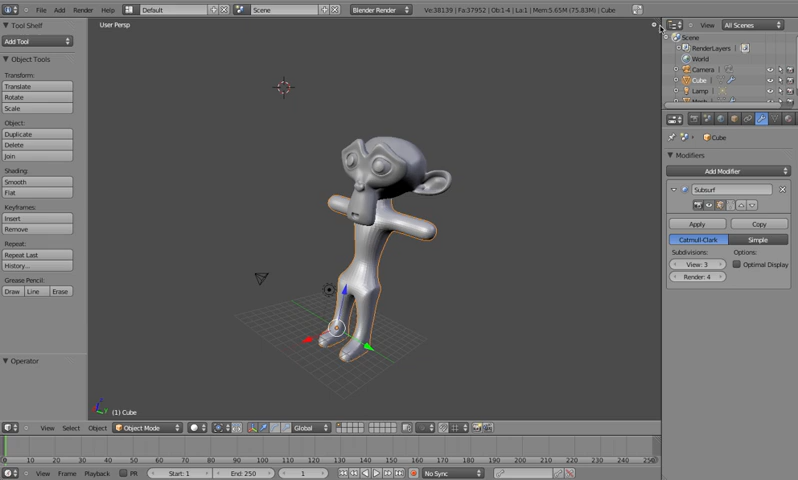 File Add Render Help Default Scene Blender Render Ve:38139 | Fa:37952 | Ob:1-4 | La:1 | Mem:5.65M (75.83M) | Cube
Tool Shelf
Add Tool
Object Tools
Transform:
Translate
Rotate
Scale
Object:
Duplicate
Delete
Join
Shading:
Smooth
Flat
Keyframes:
Insert
Remove
Repeat:
Repeat Last
History...
Grease Pencil:
Draw Line Erase
Operator
User Persp
(1) Cube
View All Scenes
Scene
RenderLayers
World
Camera
Cube
Lamp
Cube
Modifiers
Add Modifier
Subsurf
Apply Copy
Catmull-Clark Simple
Subdivisions: Options:
View: 3 Optimal Display
Render: 4
View Select Object Object Mode Global
0 10 20 30 40 50 60 70 80 90 100 110 120 130 140 150 160 170 180 190 200 210 220 230 240
View Frame Playback PR Start: 1 End: 250 1 No Sync